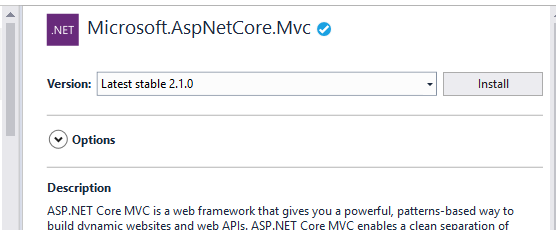 .NET
Microsoft.AspNetCore.Mvc
Version: Latest stable 2.1.0 Install
Options
Description
ASP.NET Core MVC is a web framework that gives you a powerful, patterns-based way to
build dynamic websites and web APIs. ASP.NET Core MVC enables a clean separation of